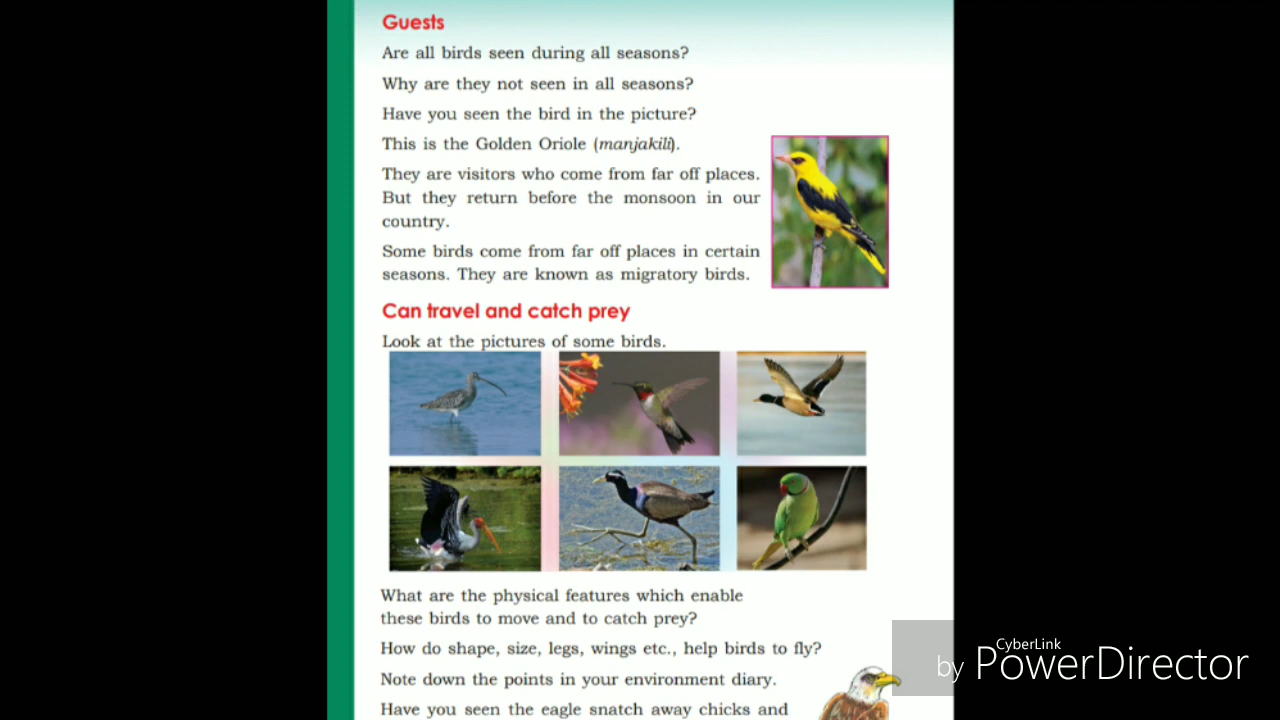 Guests
Are all birds seen during all seasons?
Why are they not seen in all seasons?
Have you seen the bird in the picture?
This is the Golden Oriole (manjakili).
They are visitors who come from far off places.
But they return before the monsoon in our
country.
Some birds come from far off places in certain
seasons. They are known as migratory birds.
Can travel and catch prey
Look at the pictures of some birds.
What are the physical features which enable
these birds to move and to catch prey?
How do shape, size, legs, wings etc., help birds to fly?
Note down the points in your environment diary.
Have you seen the eagle snatch away chicks and
CyberLink
by PowerDirector